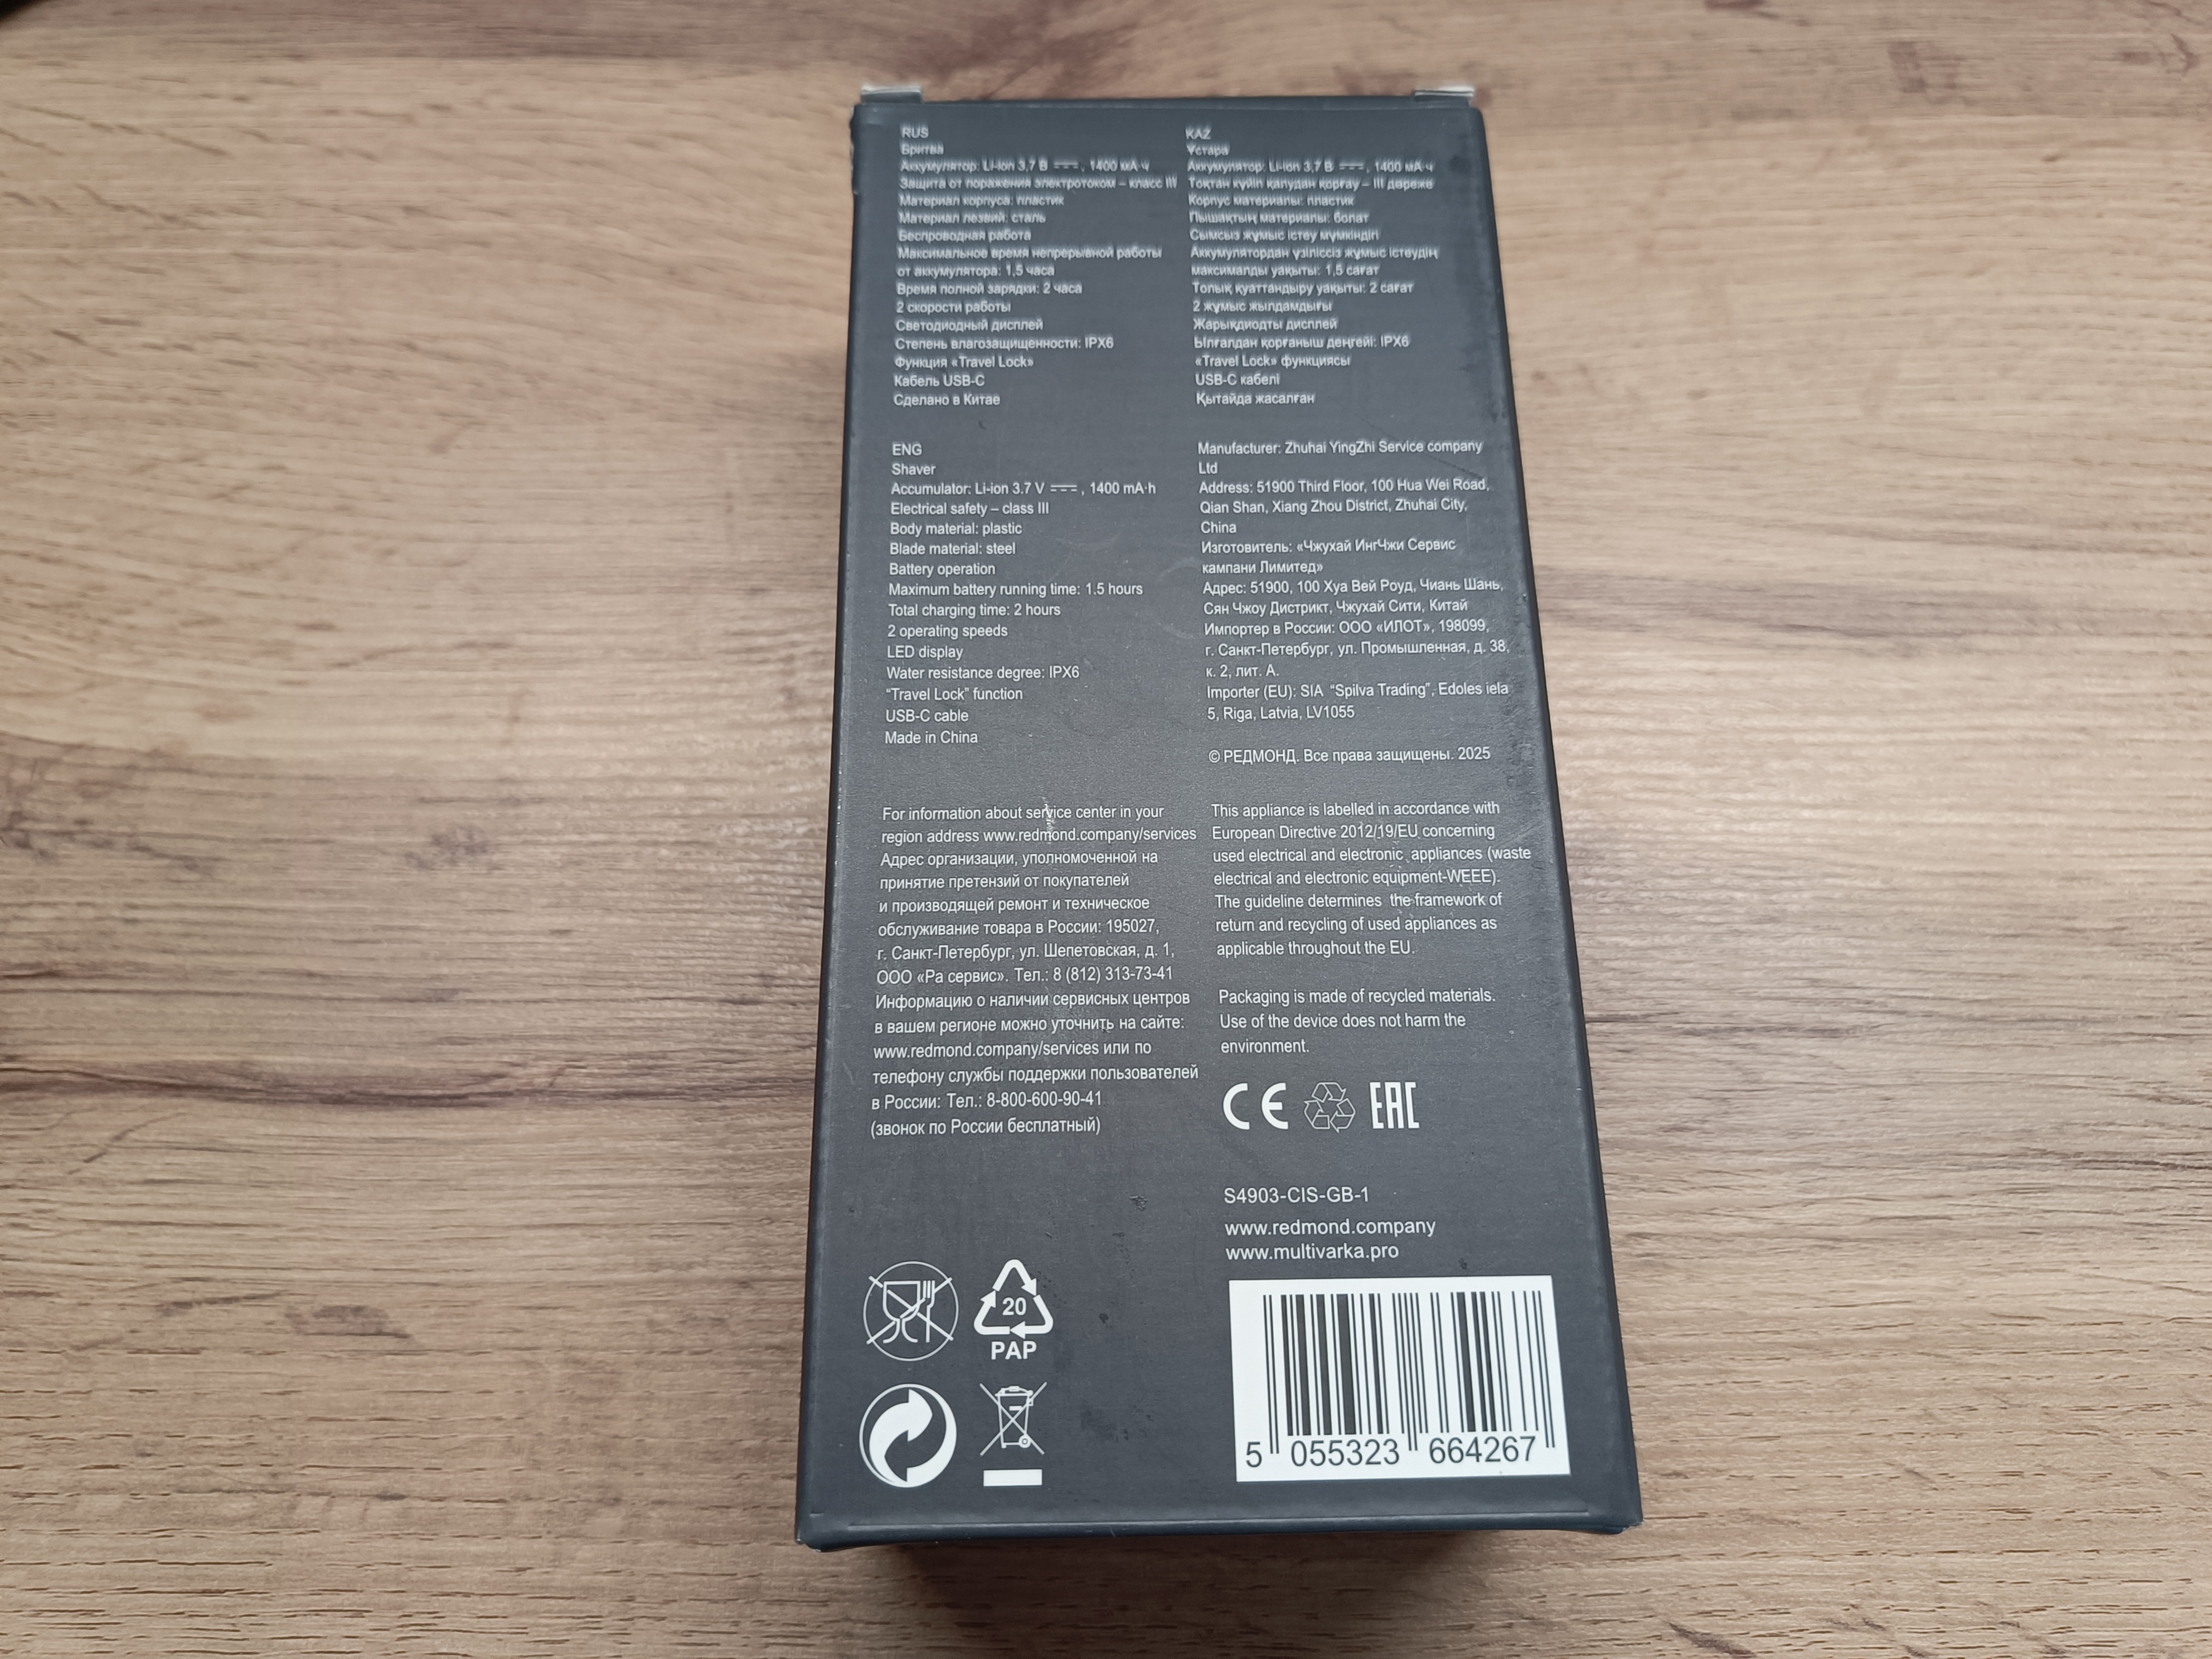 RUS
Бритва
Аккумулятор: Li-ion 3,7 В ⎓, 1400 мА·ч
Защита от поражения электротоком – класс III
Материал корпуса: пластик
Материал лезвий: сталь
Беспроводная работа
Максимальное время непрерывной работы
от аккумулятора: 1,5 часа
Время полной зарядки: 2 часа
2 скорости работы
Светодиодный дисплей
Степень влагозащищенности: IPX6
Функция «Travel Lock»
Кабель USB-C
Сделано в Китае
KAZ
Ұстара
Аккумулятор: Li-ion 3,7 В ⎓, 1400 мА·ч
Тоқтан күйіп қалудан қорғау – III дәреже
Корпус материалы: пластик
Пышақтың материалы: болат
Сымсыз жұмыс істеу мүмкіндігі
Аккумулятордан үзіліссіз жұмыс істеудің
максималды уақыты: 1,5 сағат
Толық қуаттандыру уақыты: 2 сағат
2 жұмыс жылдамдығы
Жарықдиодты дисплей
Ылғалдан қорғаныш деңгейі: IPX6
«Travel Lock» функциясы
USB-C кабелі
Қытайда жасалған
ENG
Shaver
Accumulator: Li-ion 3.7 V ⎓, 1400 mA·h
Electrical safety – class III
Body material: plastic
Blade material: steel
Battery operation
Maximum battery running time: 1.5 hours
Total charging time: 2 hours
2 operating speeds
LED display
Water resistance degree: IPX6
“Travel Lock” function
USB-C cable
Made in China
Manufacturer: Zhuhai YingZhi Service company
Ltd
Address: 51900 Third Floor, 100 Hua Wei Road,
Qian Shan, Xiang Zhou District, Zhuhai City,
China
Изготовитель: «Чжухай ИнгЧжи Сервис
кампани Лимитед»
Адрес: 51900, 100 Хуа Вей Роуд, Чиань Шань,
Сян Чжоу Дистрикт, Чжухай Сити, Китай
Импортер в России: ООО «ИЛОТ», 198099,
г. Санкт-Петербург, ул. Промышленная, д. 38,
к. 2, лит. А.
Importer (EU): SIA “Spilva Trading”, Edoles iela
5, Riga, Latvia, LV1055
© РЕДМОНД. Все права защищены. 2025
For information about service center in your
region address www.redmond.company/services
Адрес организации, уполномоченной на
принятие претензий от покупателей
и производящей ремонт и техническое
обслуживание товара в России: 195027,
г. Санкт-Петербург, ул. Шепетовская, д. 1,
ООО «Ра сервис». Тел.: 8 (812) 313-73-41
Информацию о наличии сервисных центров
в вашем регионе можно уточнить на сайте:
www.redmond.company/services или по
телефону службы поддержки пользователей
в России: Тел.: 8-800-600-90-41
(звонок по России бесплатный)
This appliance is labelled in accordance with
European Directive 2012/19/EU concerning
used electrical and electronic appliances (waste
electrical and electronic equipment-WEEE).
The guideline determines the framework of
return and recycling of used appliances as
applicable throughout the EU.
Packaging is made of recycled materials.
Use of the device does not harm the
environment.
CE EAC
S4903-CIS-GB-1
www.redmond.company
www.multivarka.pro
20
PAP
5 055323 664267